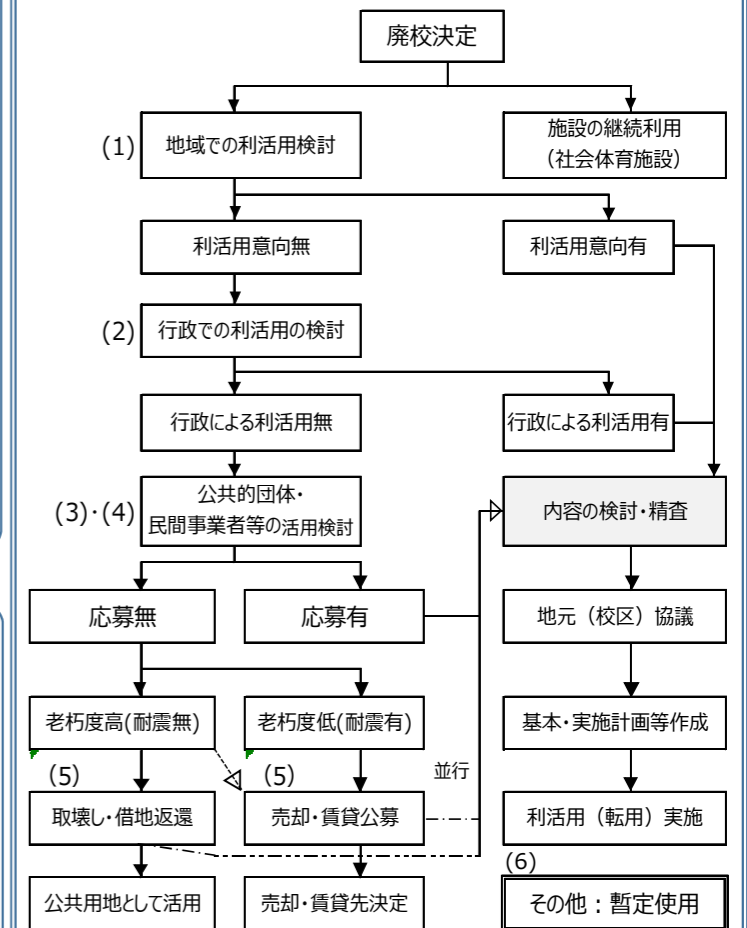 廃校決定
(1)
地域での利活用検討
施設の継続利用
（社会体育施設）
利活用意向無
利活用意向有
(2)
行政での利活用の検討
行政による利活用無
行政による利活用有
(3)・(4)
公共的団体・
民間事業者等の活用検討
内容の検討・精査
応募無
応募有
地元（校区）協議
老朽度高(耐震無)
老朽度低(耐震有)
基本・実施計画等作成
(5)
(5)
並行
取壊し・借地返還
売却・賃貸公募
利活用（転用）実施
(6)
公共用地として活用
売却・賃貸先決定
その他：暫定使用